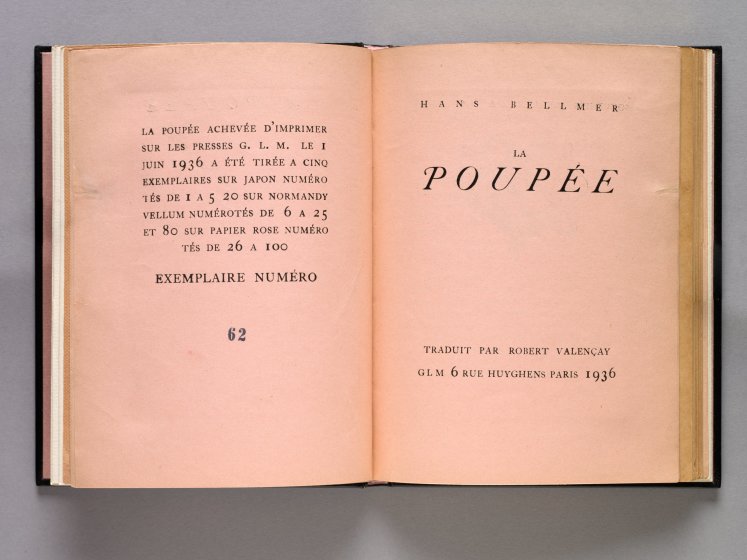 LA POUPÉE ACHEVÉE D'IMPRIMER
SUR LES PRESSES G. L. M. LE 1
JUIN 1936 A ÉTÉ TIRÉE A CINQ
EXEMPLAIRES SUR JAPON NUMÉRO
TÉS DE 1 A 5 20 SUR NORMANDY
VELLUM NUMÉROTÉS DE 6 A 25
ET 80 SUR PAPIER ROSE NUMÉRO
TÉS DE 26 A 100
EXEMPLAIRE NUMÉRO
62
HANS BELLMER
LA
POUPÉE
TRADUIT PAR ROBERT VALENÇAY
GLM 6 RUE HUYGHENS PARIS 1936